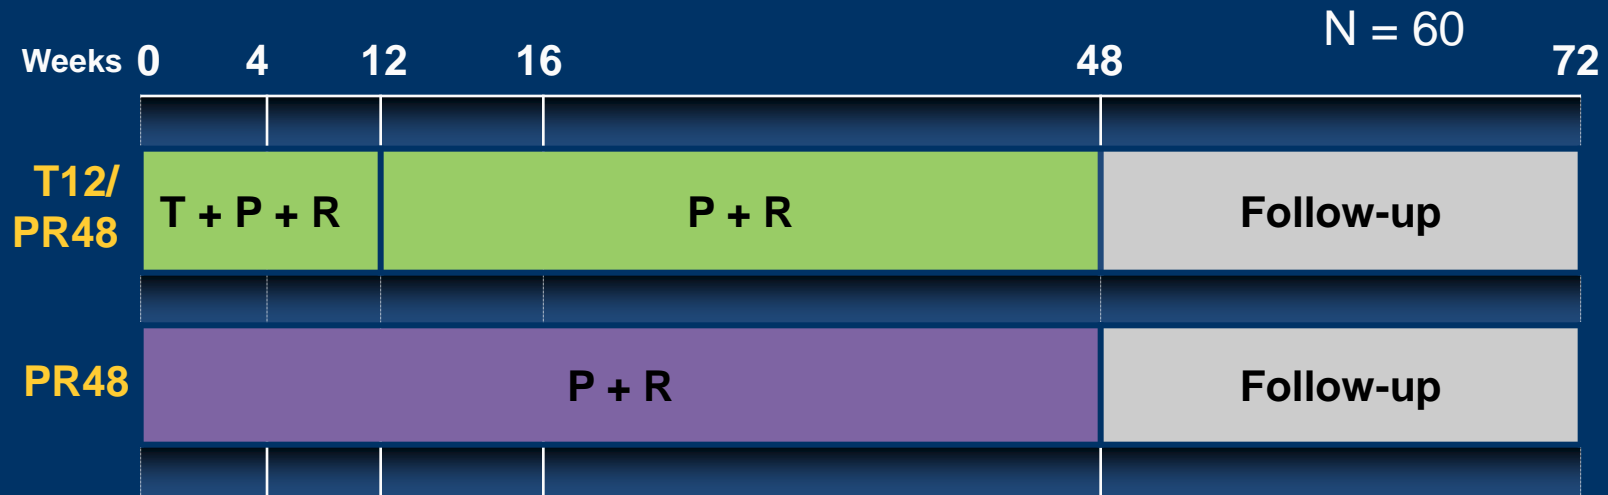 N = 60
Weeks 0 4 12 16 48 72
T12/
PR48
T + P + R
P + R
Follow-up
PR48
P + R
Follow-up